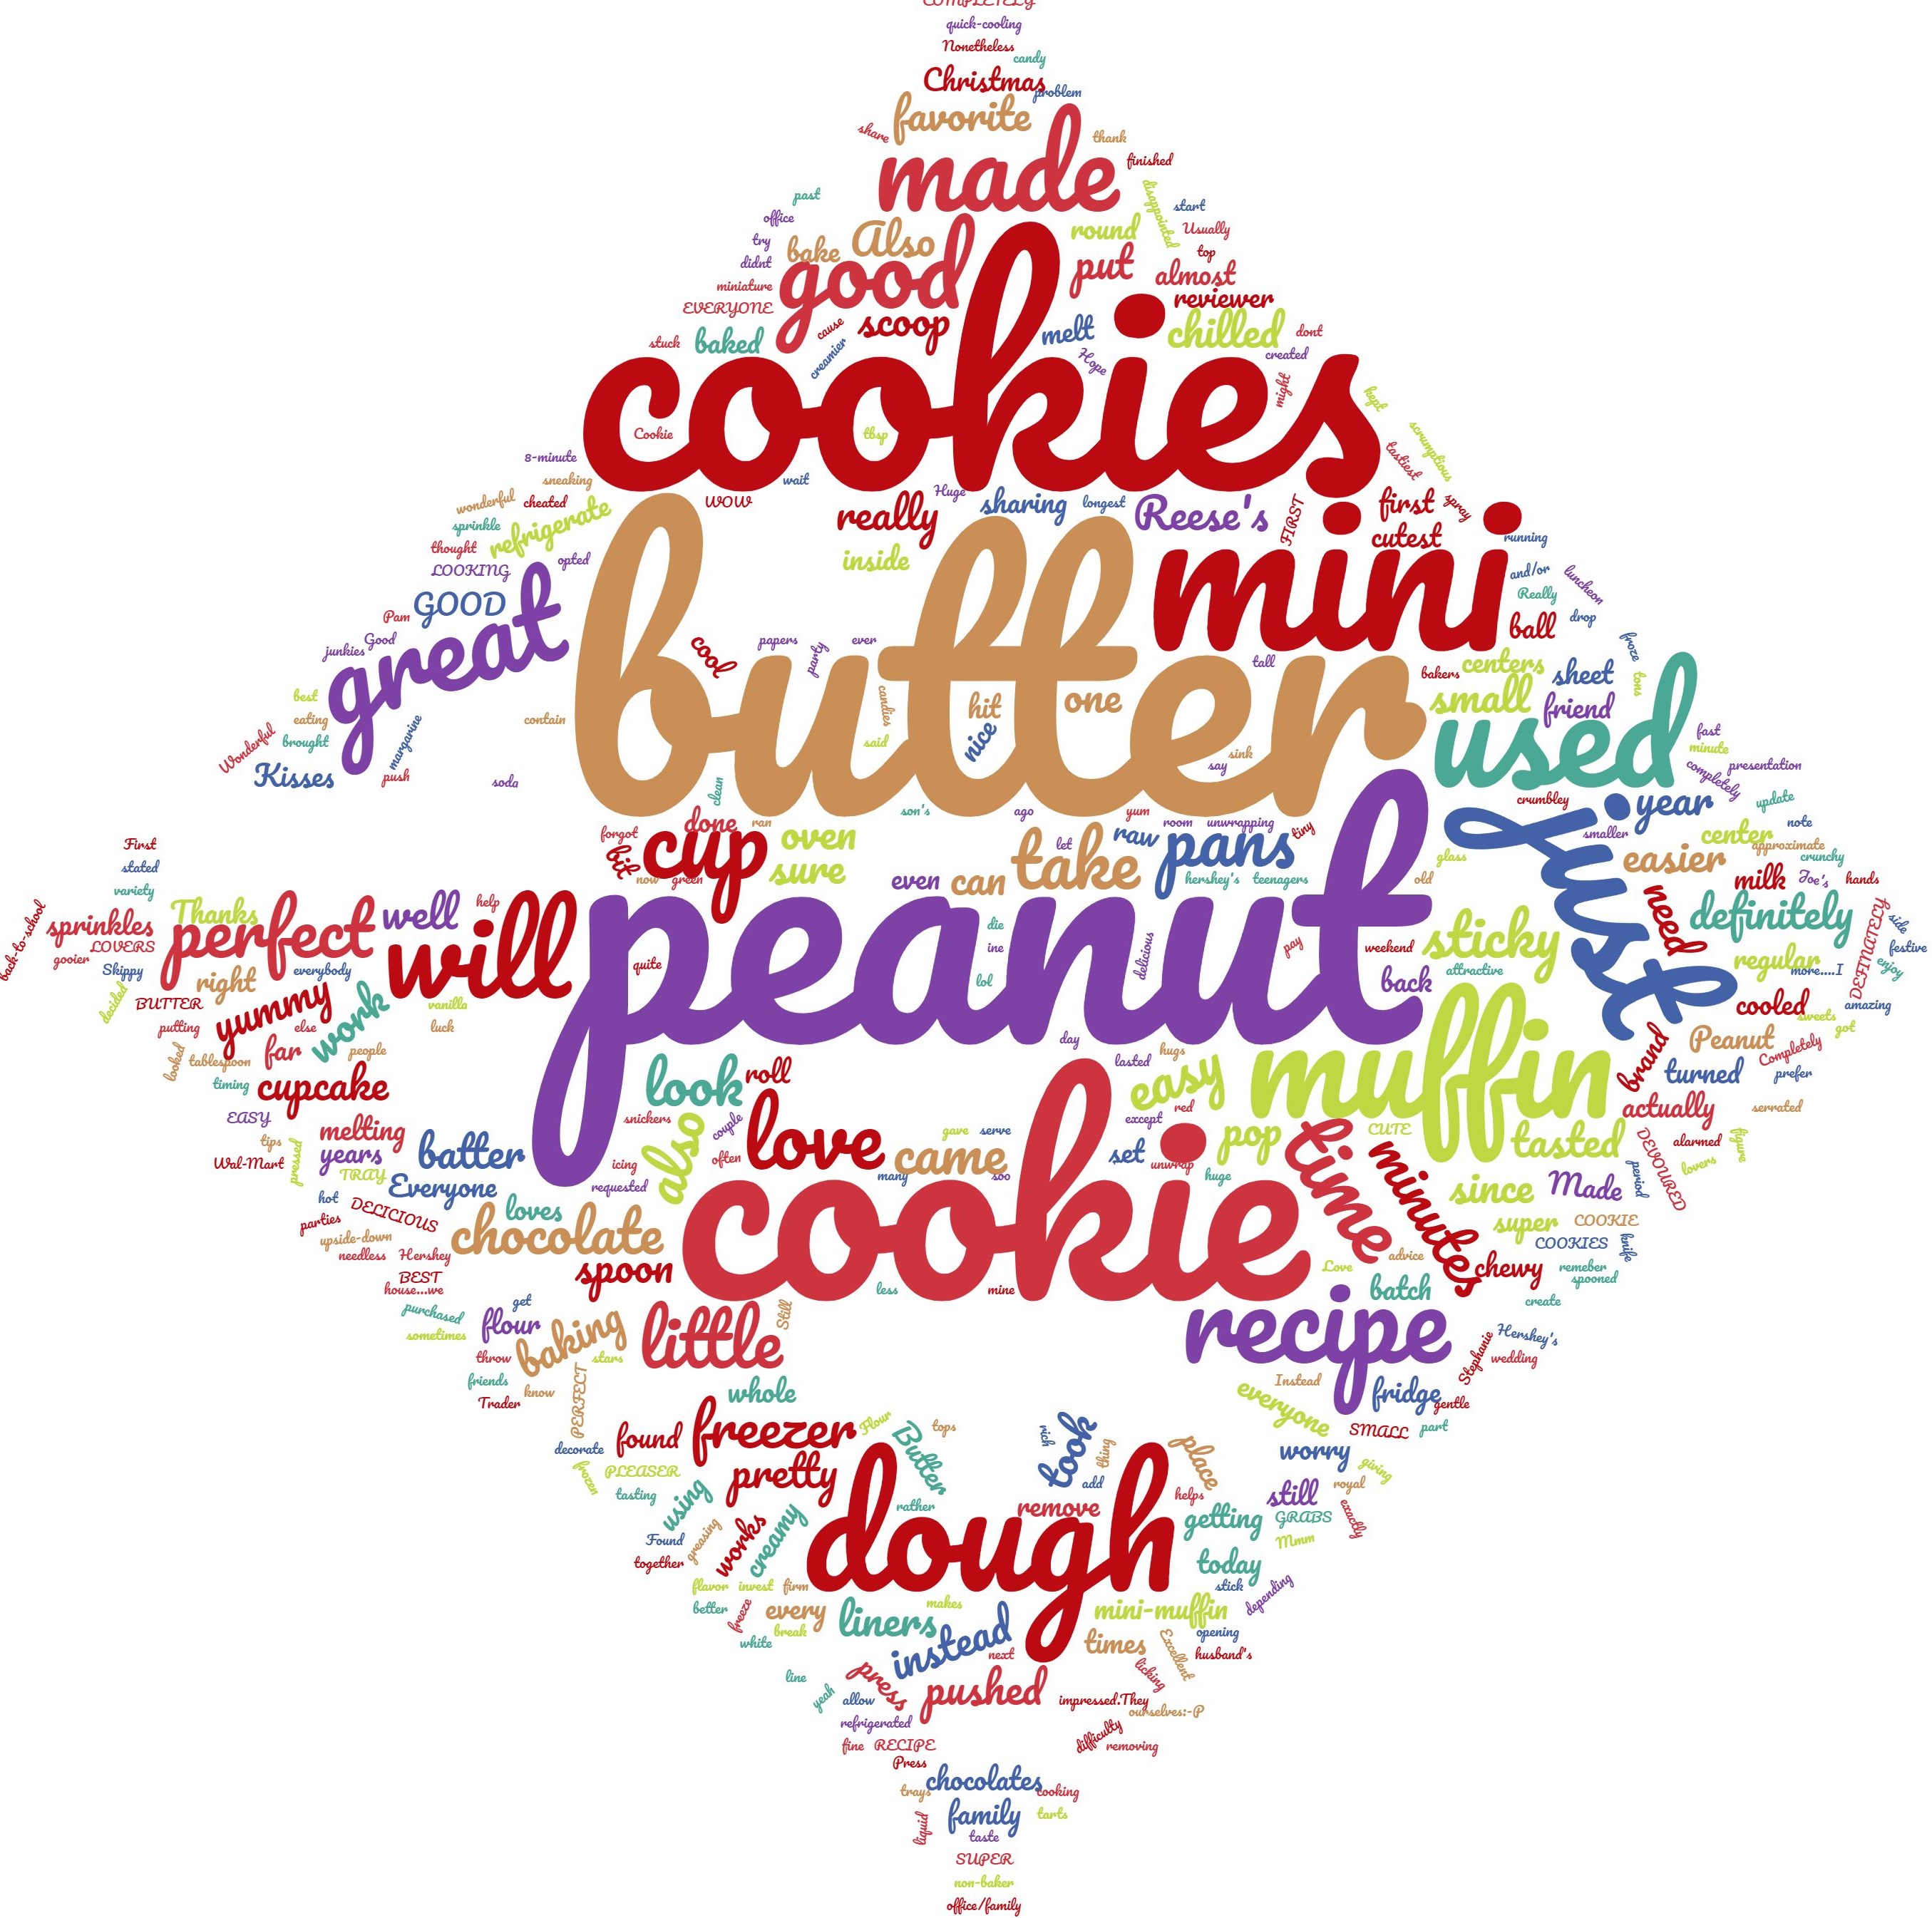 COMPLETELY
quick-cooling
Nonetheless
candy
Christmas
problem
favorite
share
thank
made
finished
disappointed
past
start
office
Usually
round
Also
try
bake
top
didnt
good
put
almost
miniature
reviewer
EVERYONE
cause
scoop
melt
chilled
dont
stuck
baked
creamier
Hope
created
cookies
might
kept
Cookie
tbsp
scrumptious
tastiest
8-minute
sneaking
wait
wonderful
cheated
WOW
Huge
sharing
longest
Reese's
FIRST
first
spray
sprinkle
refrigerate
really
cutest
running
thought
opted
inside
mini
LOOKING
and/or
luncheon
GOOD
Really
Pam
ball
drop
great
butter
junkies
Good
cool
papers
party
ever
froze
tall
bakers
centers
sheet
tons
best
candies
hit
one
small
friend
eating
contain
used
Wonderful
brought
margarine
said
nice
fast
minute
Kisses
push
soda
say
sink
completely
presentation
clean
crumbley
year
update
son's
ago
yum
just
forgot
done
ran
room
unwrapping
tiny
smaller
center
note
First
bit
cup
oven
let
raw
pans
approximate
stated
sure
take
glass
easier
crunchy
now
green
even
can
hershey's
teenagers
old
milk
Joe's
hands
variety
back-to-school
sprinkles
Thanks
perfect
well
help
will
peanut
need
definitely
side
LOVERS
die
sticky
DEFINATELY
gooier
ine
pay
weekend
festive
Skippy
everybody
quite
delicious
attractive
regular
more....I
enjoy
decided
right
lol
back
BUTTER
yummy
work
vanilla
muffin
cooled
amazing
sweets
putting
else
luck
got
day
brand
Peanut
far
looked
tablespoon
people
lasted
hugs
Completely
timing
cupcake
look
roll
easy
turned
prefer
EASY
snickers
cookie
except
red
actually
serrated
tips
melting
also
couple
love
gave
serve
set
pop
time
CUTE
tasted
DEVOURED
alarmed
figure
Wal-Mart
pressed
years
batter
icing
often
came
unwrap
minutes
lovers
TRAY
many
soo
huge
since
Made
period
hot
Everyone
requested
parties
DELICIOUS
loves
super
COOKIE
upside-down
chocolate
COOKIES
knife
needless
Hershey
advice
BEST
spoon
Love
chewy
remeber
spooned
house...we
less
mine
batch
get
create
purchased
flour
baking
little
Still
recipe
Hershey's
sometimes
throw
stars
Stephanie
wedding
friends
know
whole
Instead
fridge
Trader
PERFECT
everyone
gentle
found
freezer
Flour
tops
rich
took
SMALL
part
decorate
Butter
thing
place
worry
frozen
PLEASER
pretty
add
giving
tasting
using
rather
remove
helps
still
royal
dough
getting
GRABS
exactly
Found
greasing
works
creamy
Mmm
together
today
flavor
invest
firm
stick
depending
better
freeze
every
makes
mini-muffin
break
liners
opening
white
instead
times
Excellent
husband's
next
line
press
licking
yeah
allow
pushed
impressed.They
ourselves:-P
refrigerated
difficulty
fine
RECIPE
removing
Press
chocolates
trays
cooking
family
tarts
liquid
taste
SUPER
non-baker
office/family